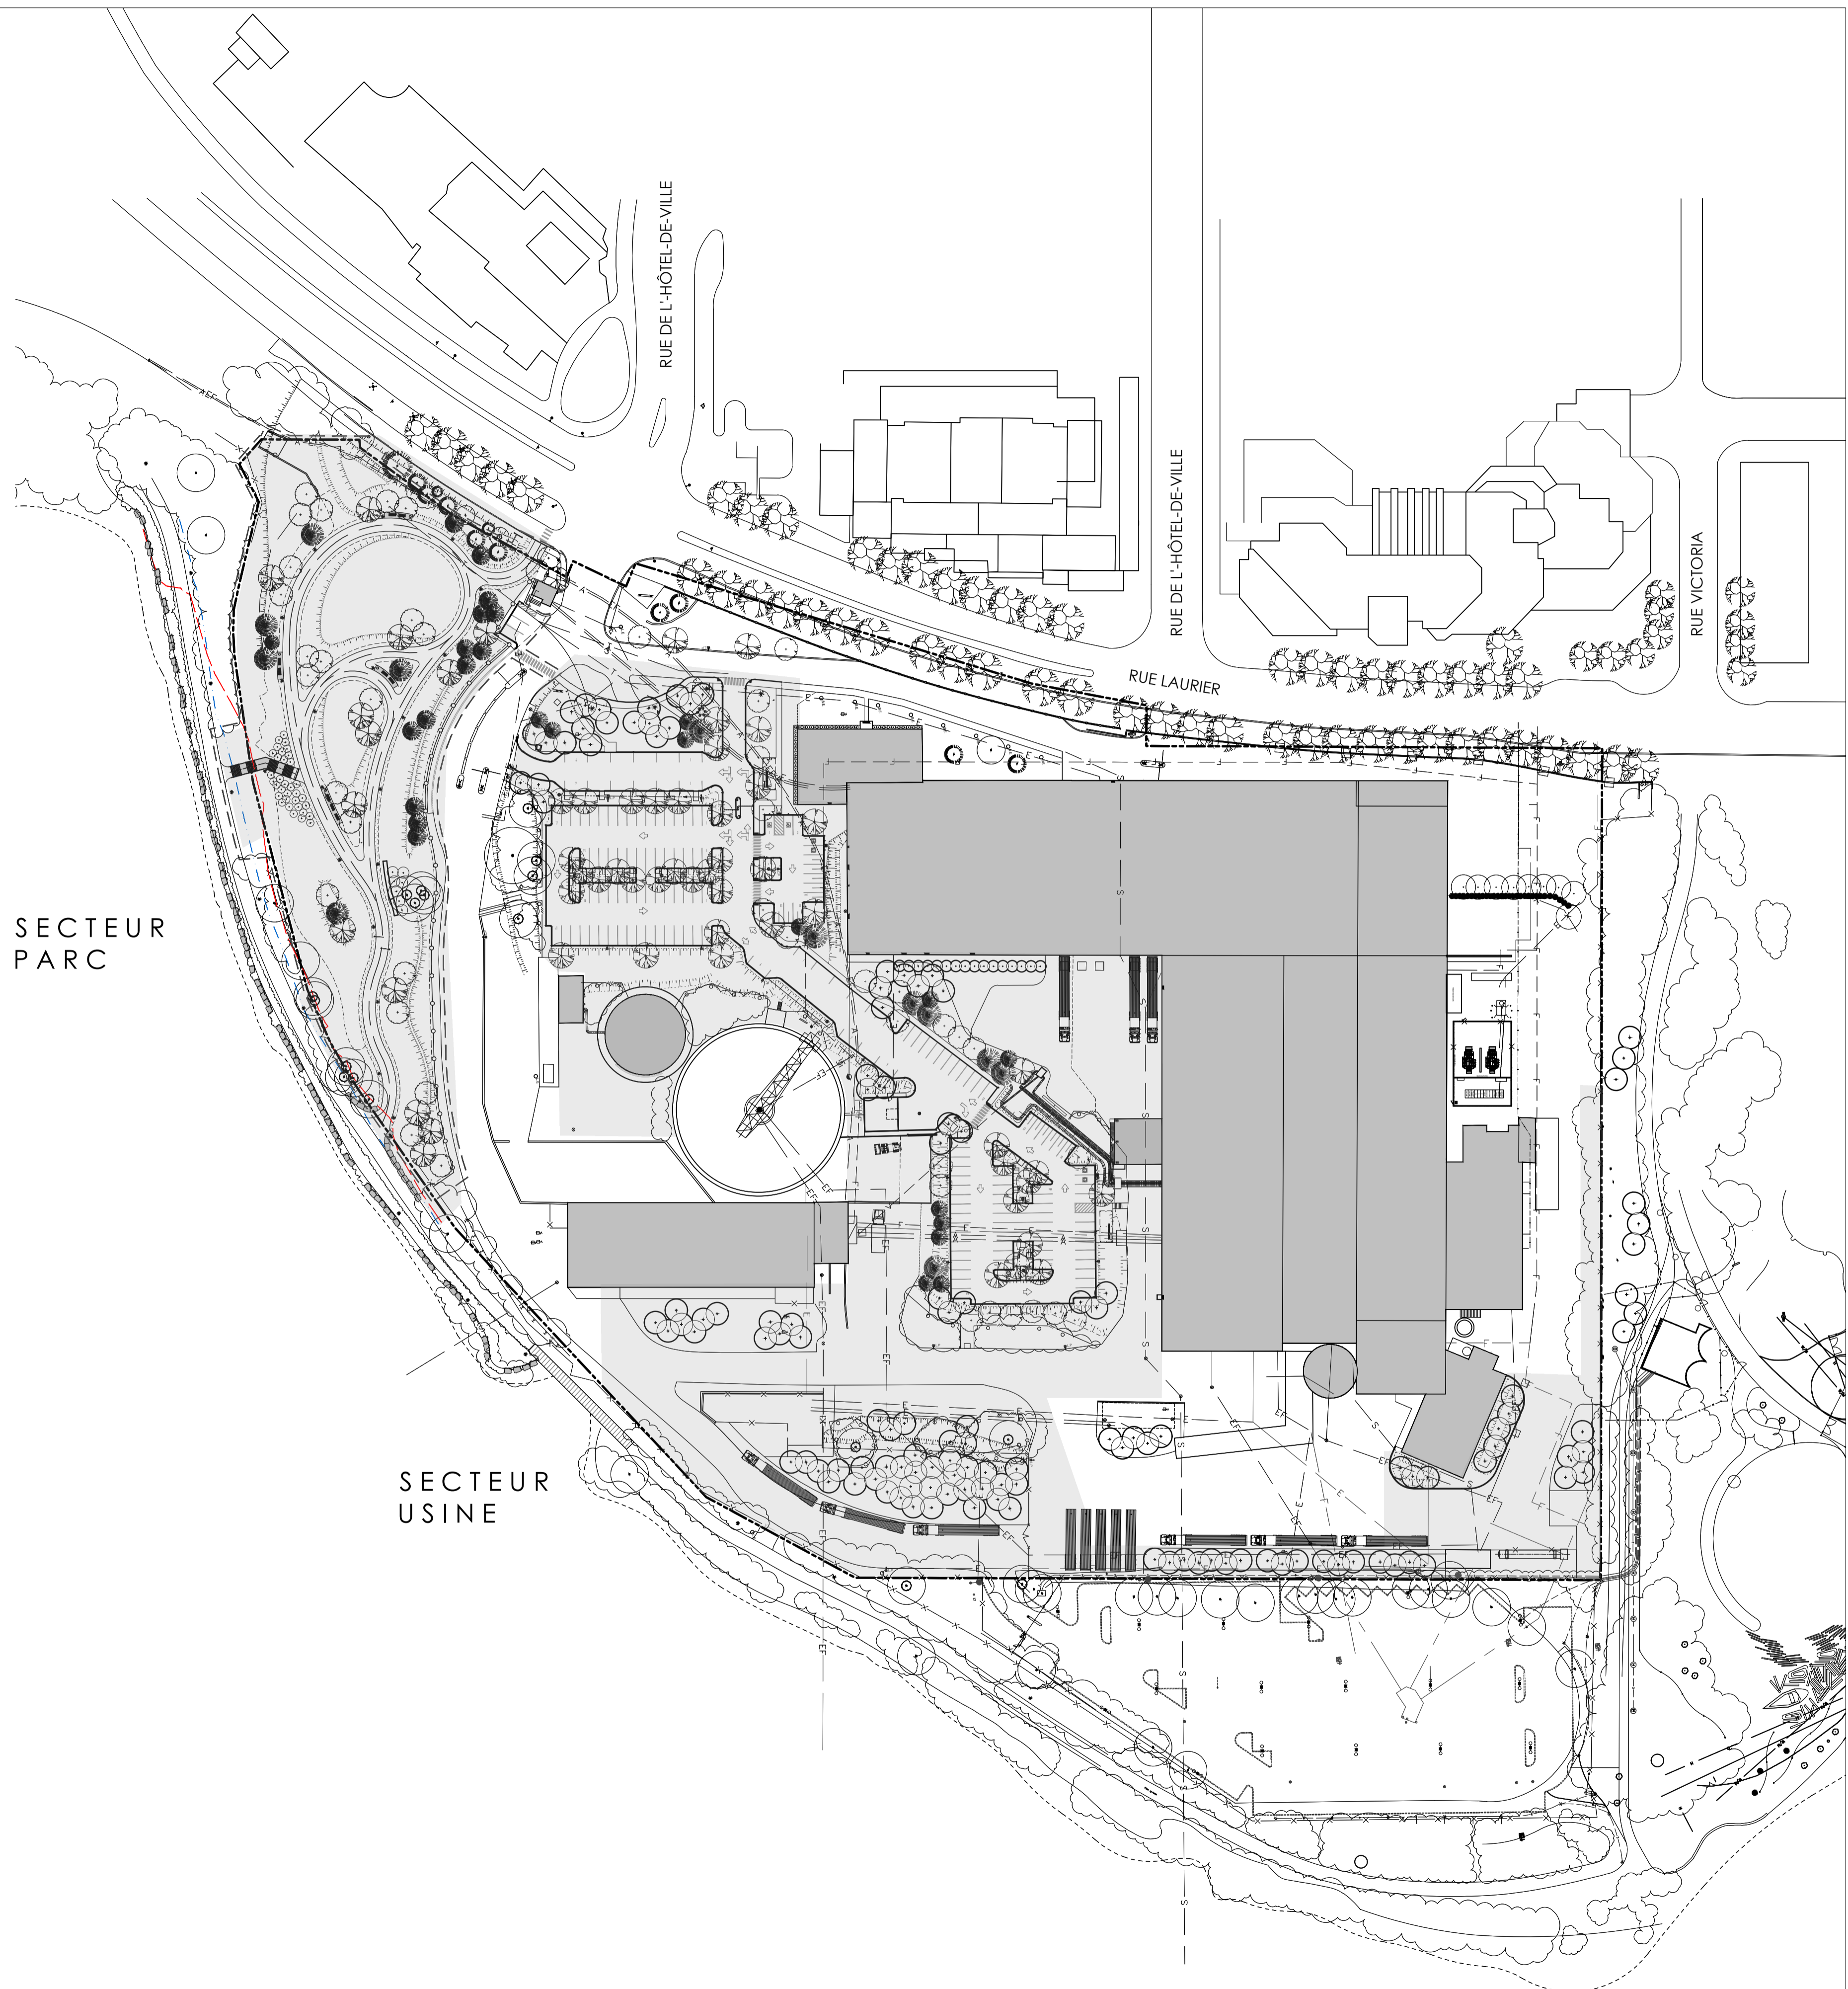 RUE DE L'-HÔTEL-DE-VILLE
RUE DE L'-HÔTEL-DE-VILLE
RUE VICTORIA
RUE LAURIER
SECTEUR
PARC
SECTEUR
USINE